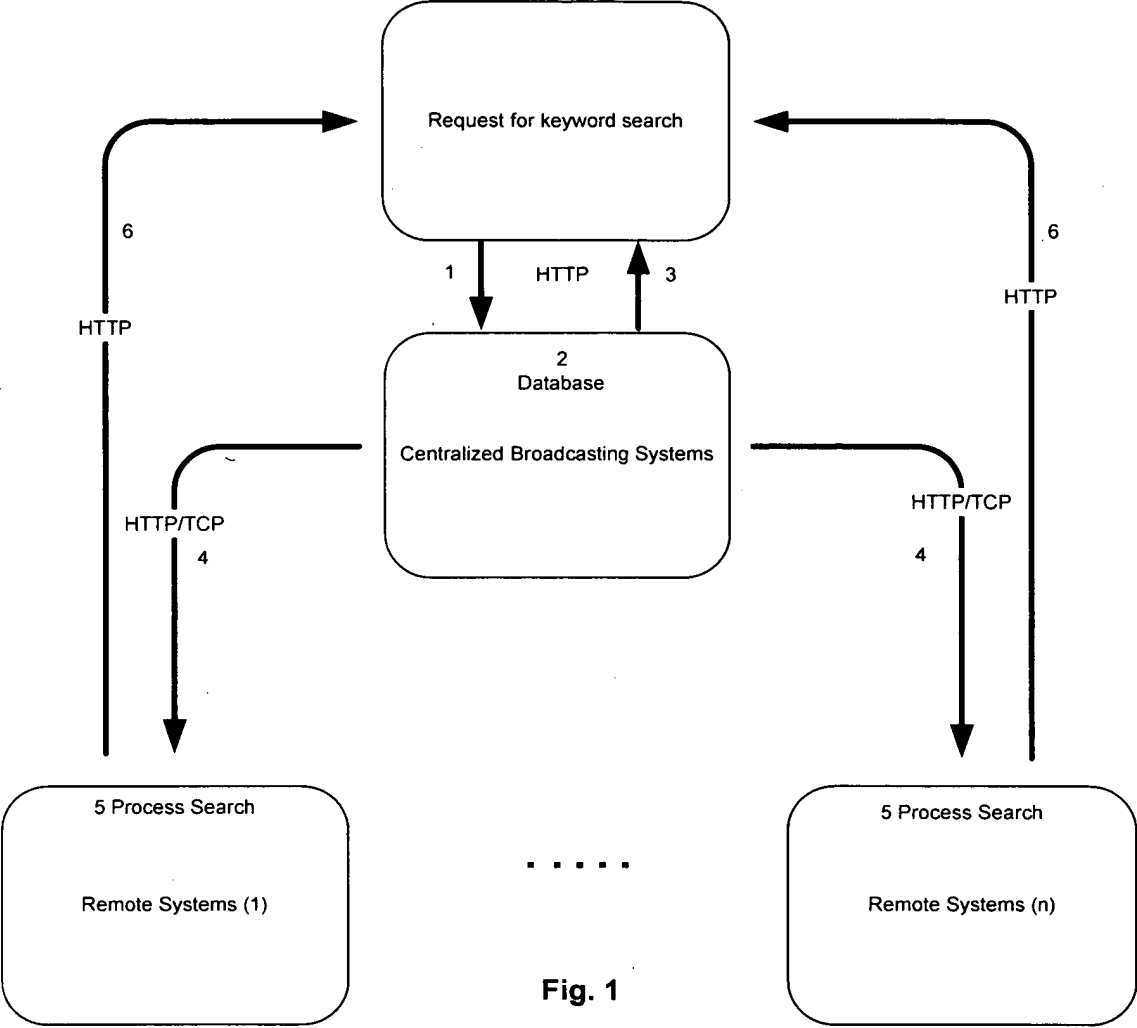 Request for keyword search
6
6
1
HTTP
3
HTTP
HTTP
2
Database
Centralized Broadcasting Systems
HTTP/TCP
4
HTTP/TCP
4
5 Process Search
Remote Systems (1)
.....
5 Process Search
Remote Systems (n)
Fig. 1